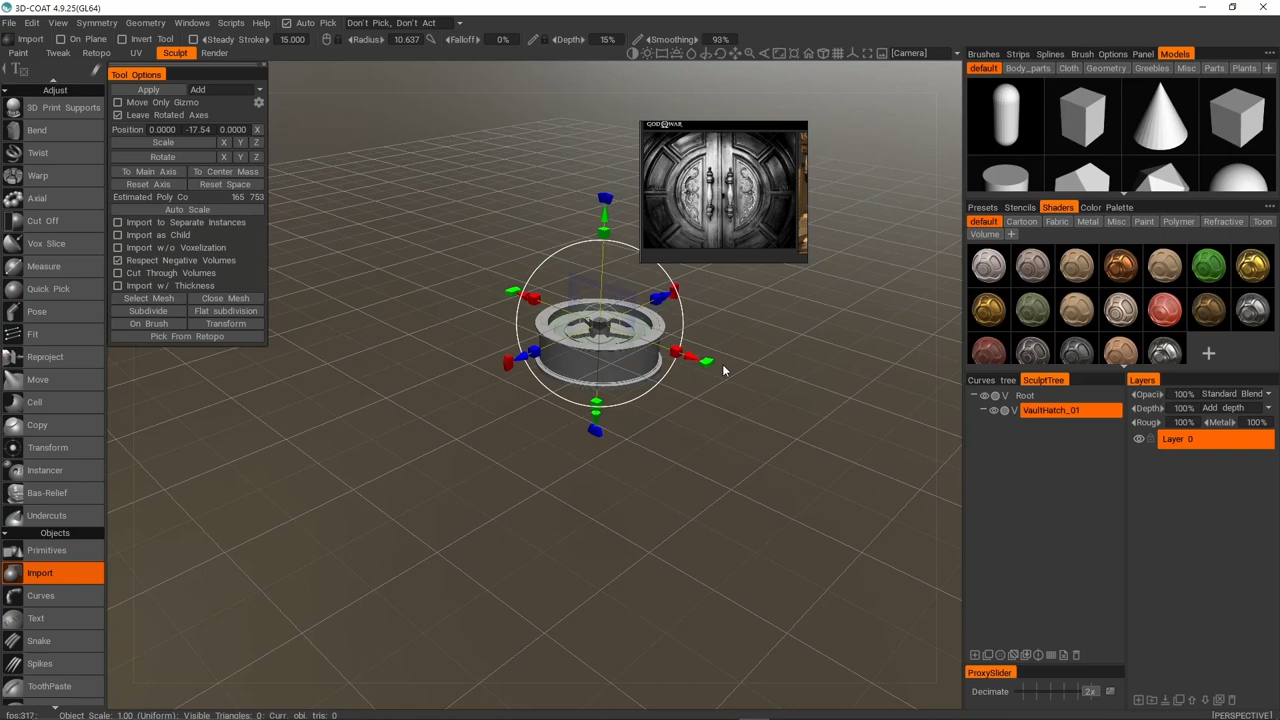 3D-COAT 4.9.25(GL64)
File Edit View Symmetry Geometry Windows Scripts Help Auto Pick Don't Pick, Don't Act
Import On Plane Invert Tool Steady Stroke 15.000 Radius 10.637 Falloff 0% Depth 15% Smoothing 93%
Paint Tweak Retopo UV Sculpt Render [Camera]
Brushes Strips Splines Brush Options Panel Models
default Body_parts Cloth Geometry Greebles Misc Parts Plants
Tool Options
Apply Add
Move Only Gizmo
Leave Rotated Axes
Position 0.0000 -17.54 0.0000 X
Scale X Y Z
Rotate X Y Z
To Main Axis To Center Mass
Reset Axis Reset Space
Estimated Poly Co 165 753
Auto Scale
Import to Separate Instances
Import as Child
Import w/o Voxelization
Respect Negative Volumes
Cut Through Volumes
Import w/ Thickness
Select Mesh Close Mesh
Subdivide Flat subdivision
On Brush Transform
Pick From Retopo
Adjust
3D Print Supports
Bend
Twist
Warp
Axial
Cut Off
Vox Slice
Measure
Quick Pick
Pose
Fit
Reproject
Move
Cell
Copy
Transform
Instancer
Bas-Relief
Undercuts
Objects
Primitives
Import
Curves
Text
Snake
Spikes
ToothPaste
GOD OF WAR
Presets Stencils Shaders Color Palette
default Cartoon Fabric Metal Misc Paint Polymer Refractive Toon
Volume
Curves tree SculptTree
V Root
V VaultHatch_01
Layers
Opaci 100% Standard Blend
Depth 100% Add depth
Roug 100% Metal 100%
Layer 0
ProxySlider
Decimate 2x
fps:317; Object Scale: 1.00 (Uniform); Visible Triangles: 0; Curr. obj. tris: 0 [PERSPECTIVE]